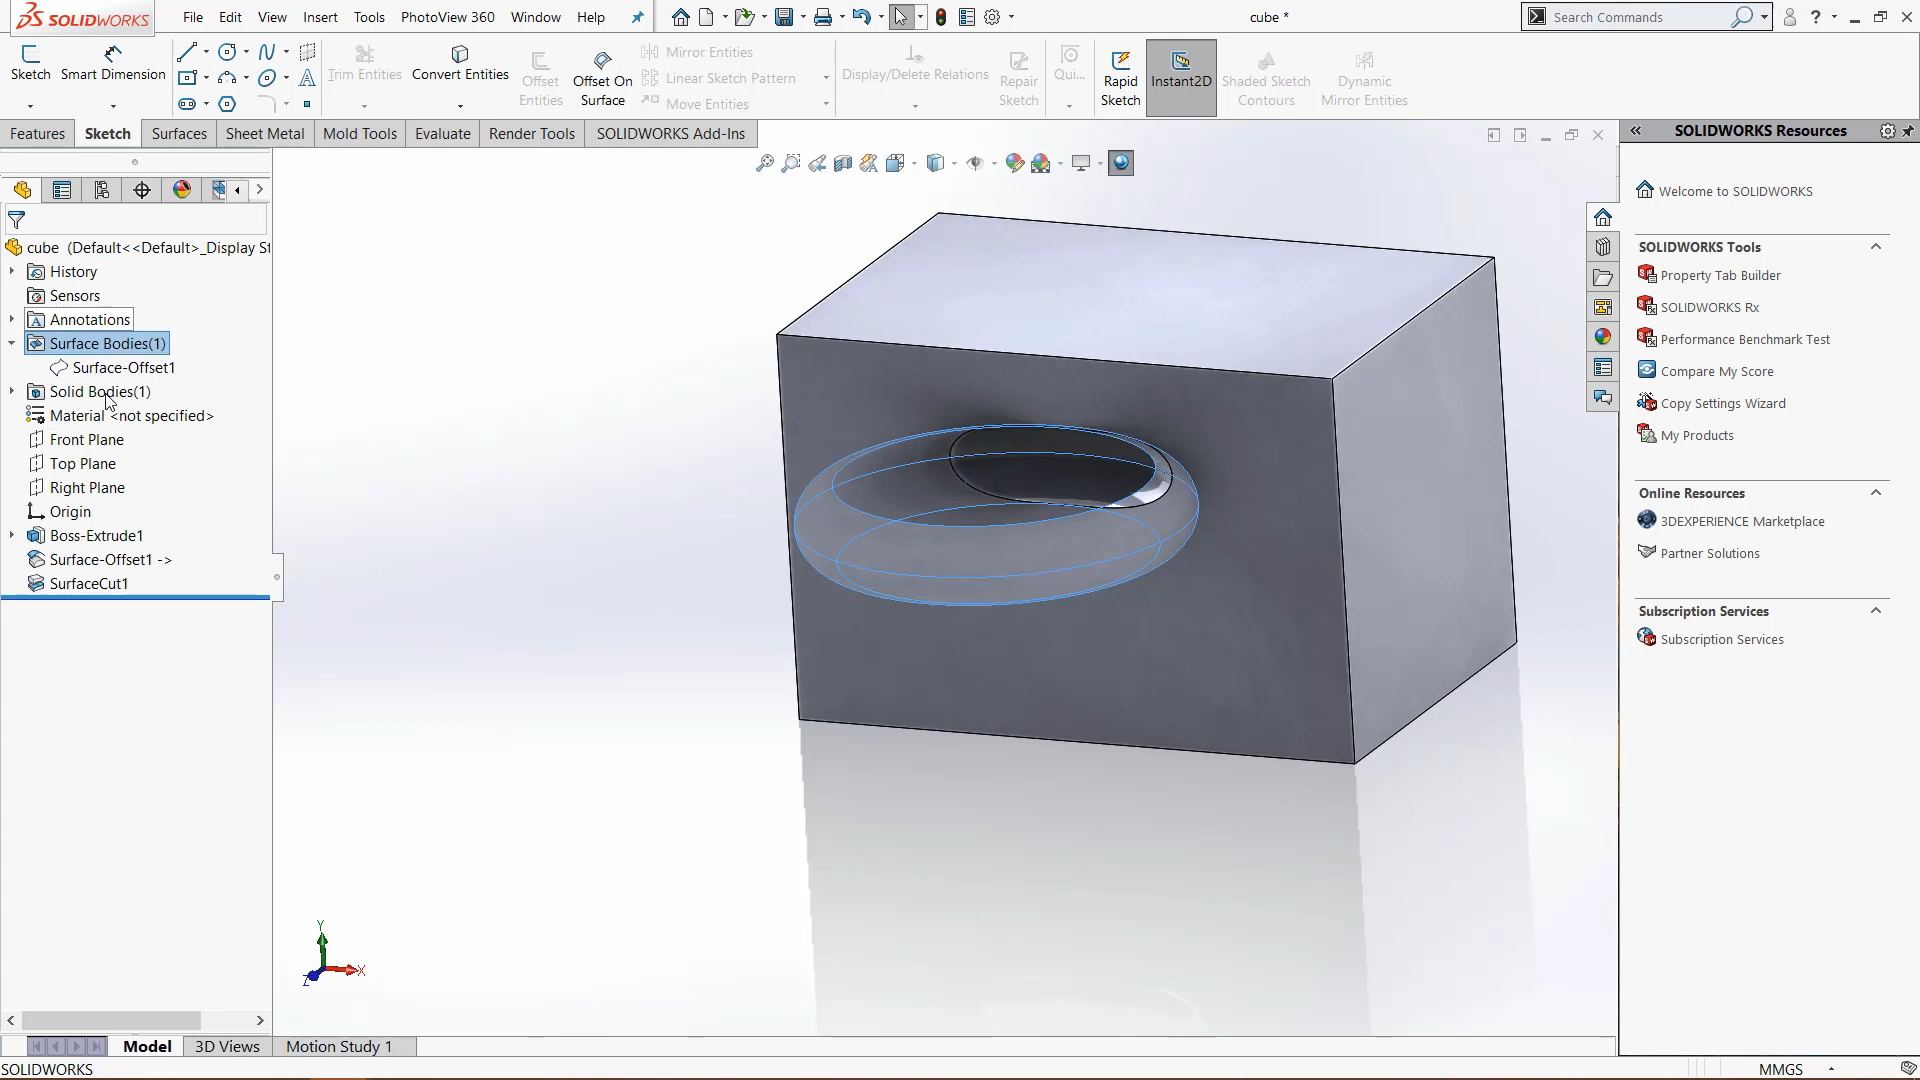 SOLIDWORKS File Edit View Insert Tools PhotoView 360 Window Help cube * Search Commands
Sketch Smart Dimension Trim Entities Convert Entities Offset Entities Offset On Surface Mirror Entities Linear Sketch Pattern Move Entities Display/Delete Relations Repair Sketch Qui... Rapid Sketch Instant2D Shaded Sketch Contours Dynamic Mirror Entities
Features Sketch Surfaces Sheet Metal Mold Tools Evaluate Render Tools SOLIDWORKS Add-Ins
SOLIDWORKS Resources
cube (Default<<Default>_Display St
History
Sensors
Annotations
Surface Bodies(1)
Surface-Offset1
Solid Bodies(1)
Material <not specified>
Front Plane
Top Plane
Right Plane
Origin
Boss-Extrude1
Surface-Offset1 ->
SurfaceCut1
Y
X
Z
Welcome to SOLIDWORKS
SOLIDWORKS Tools
Property Tab Builder
SOLIDWORKS Rx
Performance Benchmark Test
Compare My Score
Copy Settings Wizard
My Products
Online Resources
3DEXPERIENCE Marketplace
Partner Solutions
Subscription Services
Subscription Services
Model 3D Views Motion Study 1
SOLIDWORKS MMGS